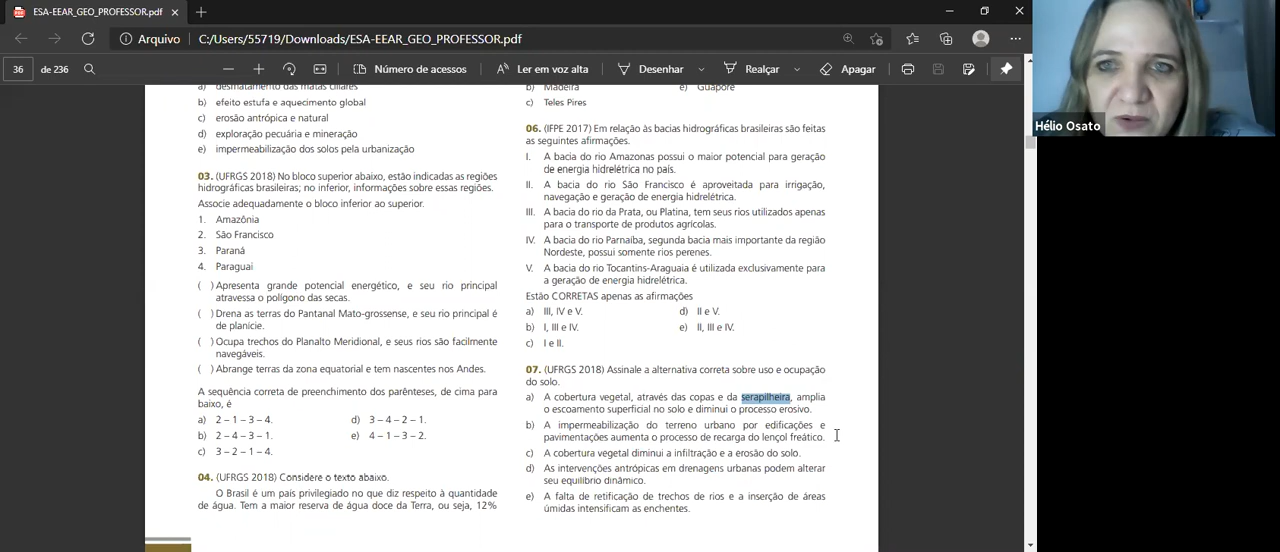 ESA-EEAR_GEO_PROFESSOR.pdf
Arquivo
C:/Users/55719/Downloads/ESA-EEAR_GEO_PROFESSOR.pdf
36 de 236
Número de acessos
Ler em voz alta
Desenhar
Realçar
Apagar
Hélio Osato
a) desmatamento das matas ciliares
b) efeito estufa e aquecimento global
c) erosão antrópica e natural
d) exploração pecuária e mineração
e) impermeabilização dos solos pela urbanização
03. (UFRGS 2018) No bloco superior abaixo, estão indicadas as regiões
hidrográficas brasileiras; no inferior, informações sobre essas regiões.
Associe adequadamente o bloco inferior ao superior.
1. Amazônia
2. São Francisco
3. Paraná
4. Paraguai
( ) Apresenta grande potencial energético, e seu rio principal
atravessa o polígono das secas.
( ) Drena as terras do Pantanal Mato-grossense, e seu rio principal é
de planície.
( ) Ocupa trechos do Planalto Meridional, e seus rios são facilmente
navegáveis.
( ) Abrange terras da zona equatorial e tem nascentes nos Andes.
A sequência correta de preenchimento dos parênteses, de cima para
baixo, é
a) 2 – 1 – 3 – 4. d) 3 – 4 – 2 – 1.
b) 2 – 4 – 3 – 1. e) 4 – 1 – 3 – 2.
c) 3 – 2 – 1 – 4.
04. (UFRGS 2018) Considere o texto abaixo.
O Brasil é um país privilegiado no que diz respeito à quantidade
de água. Tem a maior reserva de água doce da Terra, ou seja, 12%
b) Madeira e) Guaporé
c) Teles Pires
06. (IFPE 2017) Em relação às bacias hidrográficas brasileiras são feitas
as seguintes afirmações.
I. A bacia do rio Amazonas possui o maior potencial para geração
de energia hidrelétrica no país.
II. A bacia do rio São Francisco é aproveitada para irrigação,
navegação e geração de energia hidrelétrica.
III. A bacia do rio da Prata, ou Platina, tem seus rios utilizados apenas
para o transporte de produtos agrícolas.
IV. A bacia do rio Parnaíba, segunda bacia mais importante da região
Nordeste, possui somente rios perenes.
V. A bacia do rio Tocantins-Araguaia é utilizada exclusivamente para
a geração de energia hidrelétrica.
Estão CORRETAS apenas as afirmações
a) III, IV e V. d) II e V.
b) I, III e IV. e) II, III e IV.
c) I e II.
07. (UFRGS 2018) Assinale a alternativa correta sobre uso e ocupação
do solo.
a) A cobertura vegetal, através das copas e da serapilheira, amplia
o escoamento superficial no solo e diminui o processo erosivo.
b) A impermeabilização do terreno urbano por edificações e
pavimentações aumenta o processo de recarga do lençol freático.
c) A cobertura vegetal diminui a infiltração e a erosão do solo.
d) As intervenções antrópicas em drenagens urbanas podem alterar
seu equilíbrio dinâmico.
e) A falta de retificação de trechos de rios e a inserção de áreas
úmidas intensificam as enchentes.